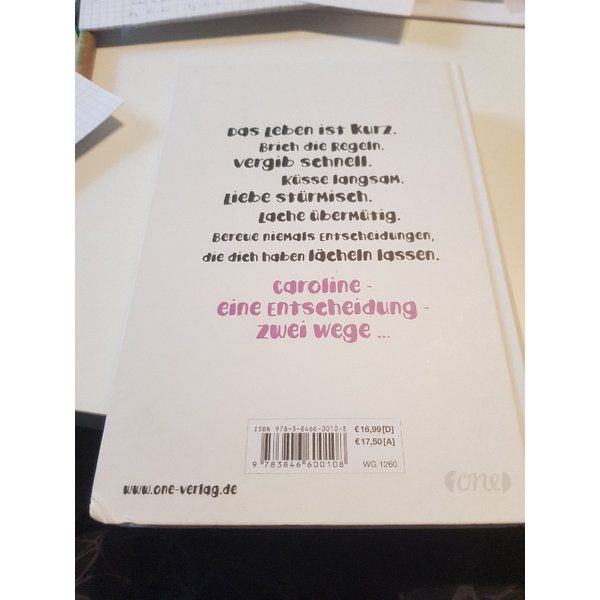 Das Leben ist kurz.
Brich die Regeln.
Vergib schnell.
Küsse langsam.
Liebe stürmisch.
Lache übermütig.
Bereue niemals Entscheidungen,
die dich haben lächeln lassen.
Caroline -
eine Entscheidung -
zwei Wege ...
ISBN 978-3-8466-0010-8
€ 16,99 [D]
€ 17,50 [A]
9 783846 600108
WG 1260
www.one-verlag.de
one